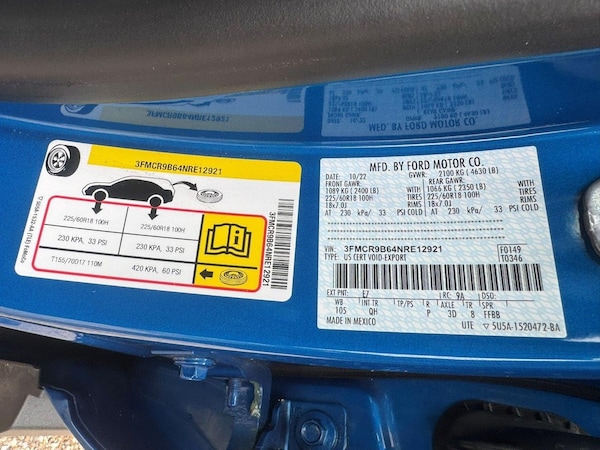 3FMCR9B64NRE12921
225/60R18 100H
225/60R18 100H
230 KPA, 33 PSI
230 KPA, 33 PSI
T155/70D17 110M
420 KPA, 60 PSI
3FMCR9B64NRE12921
MFD. BY FORD MOTOR CO.
DATE: 10/22
GVWR: 2100 KG ( 4630 LB)
FRONT GAWR:
REAR GAWR:
1089 KG ( 2400 LB)
WITH
1066 KG ( 2350 LB)
WITH
225/60R18 100H
TIRES
225/60R18 100H
TIRES
18x7.0J
RIMS
18x7.0J
RIMS
AT 230 kPa/ 33 PSI COLD
AT 230 kPa/ 33 PSI COLD
VIN: 3FMCR9B64NRE12921
F0149
TYPE: US CERT VOID-EXPORT
T0346
EXT PNT: E7
RC: 9A
DSO:
WB
INT TR
TP/PS
R
AXLE
TR
SPR
105
QH
P
3D
8
FFBB
MADE IN MEXICO
UTE
5U5A-1520472-BA